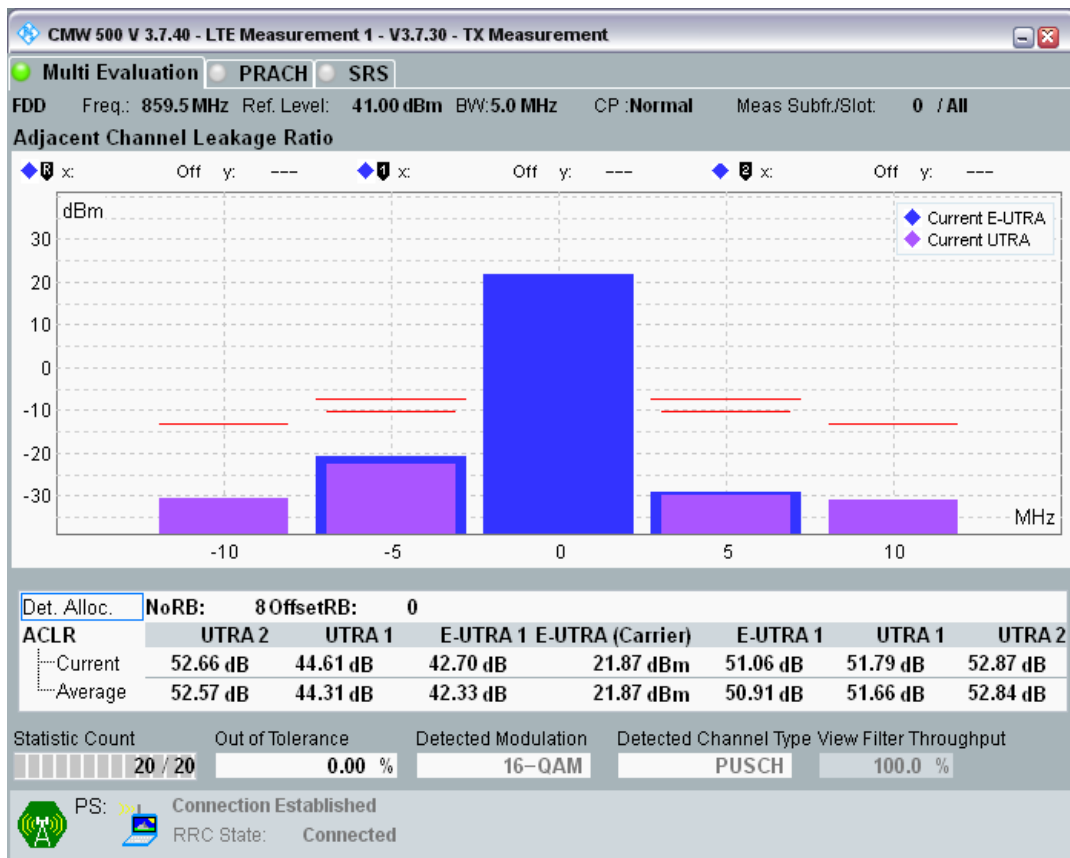 CMW 500 V 3.7.40 - LTE Measurement 1 - V3.7.30 - TX Measurement
Multi Evaluation PRACH SRS
FDD Freq.: 859.5 MHz Ref. Level: 41.00 dBm BW:5.0 MHz CP :Normal Meas Subfr./Slot: 0 / All
Adjacent Channel Leakage Ratio
R x: Off y: --- 1 x: Off y: --- 2 x: Off y: ---
dBm
Current E-UTRA
Current UTRA
30
20
10
0
-10
-20
-30
MHz
-10 -5 0 5 10
Det. Alloc. NoRB: 8 OffsetRB: 0
ACLR UTRA 2 UTRA 1 E-UTRA 1 E-UTRA (Carrier) E-UTRA 1 UTRA 1 UTRA 2
Current 52.66 dB 44.61 dB 42.70 dB 21.87 dBm 51.06 dB 51.79 dB 52.87 dB
Average 52.57 dB 44.31 dB 42.33 dB 21.87 dBm 50.91 dB 51.66 dB 52.84 dB
Statistic Count Out of Tolerance Detected Modulation Detected Channel Type View Filter Throughput
20 / 20 0.00 % 16-QAM PUSCH 100.0 %
PS: Connection Established
RRC State: Connected